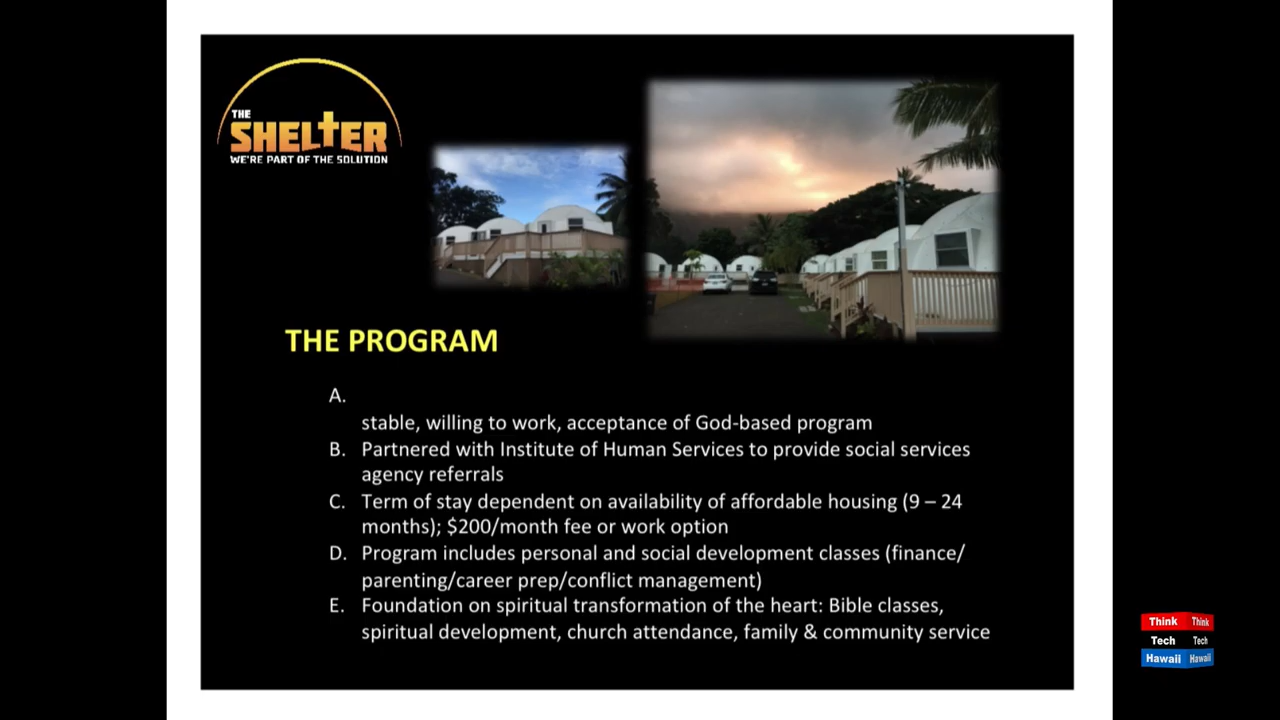 THE
SHELTER
WE'RE PART OF THE SOLUTION
THE PROGRAM
A.
stable, willing to work, acceptance of God-based program
B. Partnered with Institute of Human Services to provide social services
agency referrals
C. Term of stay dependent on availability of affordable housing (9 – 24
months); $200/month fee or work option
D. Program includes personal and social development classes (finance/
parenting/career prep/conflict management)
E. Foundation on spiritual transformation of the heart: Bible classes,
spiritual development, church attendance, family & community service
Think Think
Tech Tech
Hawaii Hawaii